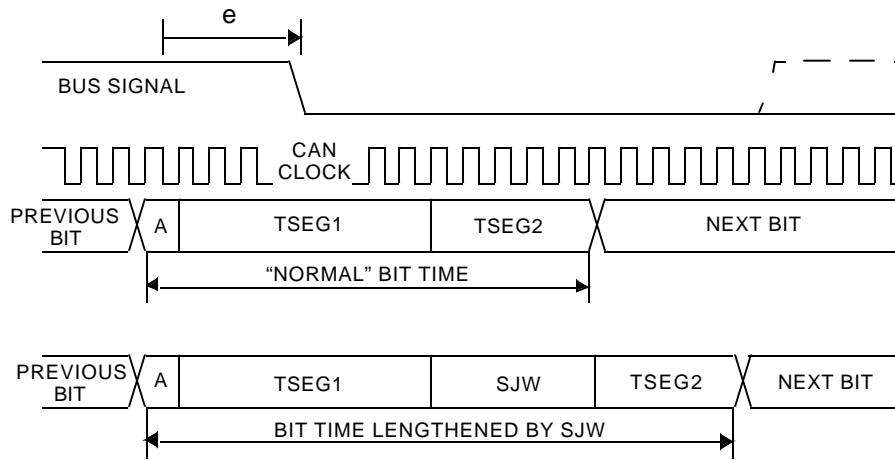 e
BUS SIGNAL
CAN
CLOCK
PREVIOUS
BIT
A
TSEG1
TSEG2
NEXT BIT
“NORMAL” BIT TIME
PREVIOUS
BIT
A
TSEG1
SJW
TSEG2
NEXT BIT
BIT TIME LENGTHENED BY SJW